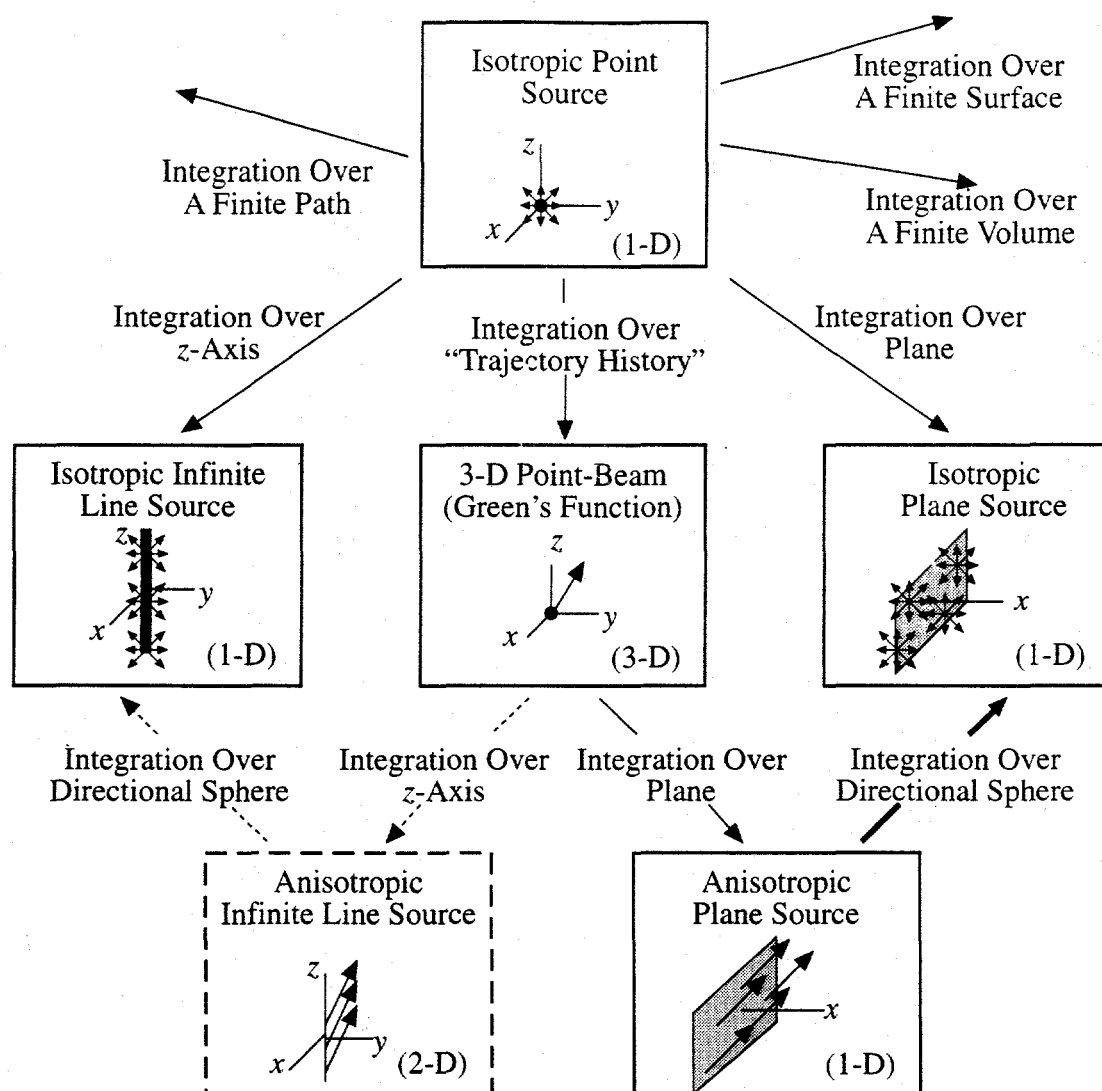 Isotropic Point
Source
z
y
x
(1-D)
Integration Over
A Finite Surface
Integration Over
A Finite Path
Integration Over
A Finite Volume
Integration Over
z-Axis
Integration Over
“Trajectory History”
Integration Over
Plane
Isotropic Infinite
Line Source
z
y
x
(1-D)
3-D Point-Beam
(Green's Function)
z
y
x
(3-D)
Isotropic
Plane Source
x
(1-D)
Integration Over
Directional Sphere
Integration Over
z-Axis
Integration Over
Plane
Integration Over
Directional Sphere
Anisotropic
Infinite Line Source
z
x
y
(2-D)
Anisotropic
Plane Source
x
(1-D)